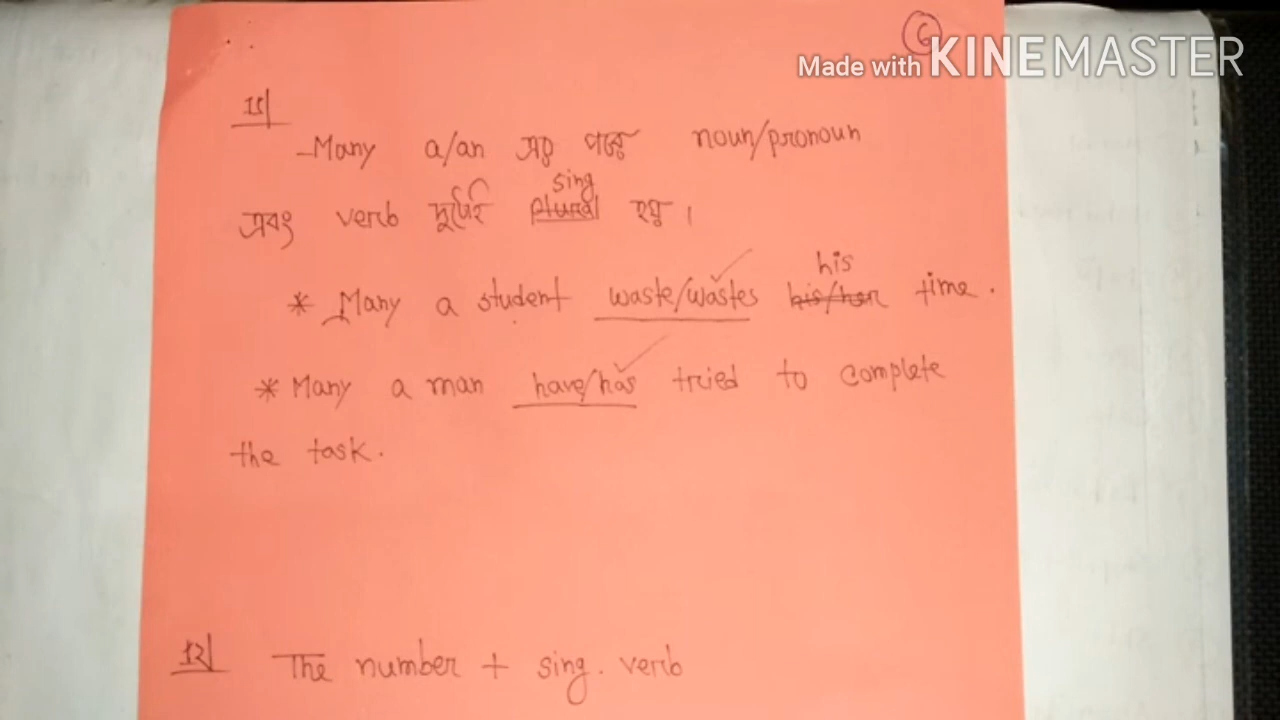 ৬
Made with KINEMASTER
১১|
Many a/an এর পরে noun/pronoun
sing
এবং verb দুটোই plural হয়।
his
* Many a student waste/wastes his/her time.
* Many a man have/has tried to complete
the task.
১২| The number + sing. verb